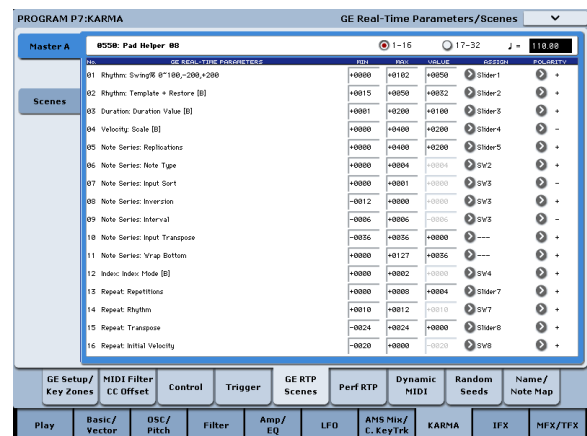 PROGRAM P7:KARMA GE Real-Time Parameters/Scenes
Master A 0550: Pad Helper 08 1-16 17-32 ♩= 110.00
No. GE REAL-TIME PARAMETERS MIN MAX VALUE ASSIGN POLARITY
01 Rhythm: Swing% 0~100,-200,+200 +0000 +0102 +0050 Slider1 +
02 Rhythm: Template + Restore [B] +0015 +0050 +0032 Slider2 +
Scenes
03 Duration: Duration Value [B] +0001 +0200 +0100 Slider3 +
04 Velocity: Scale [B] +0000 +0400 +0200 Slider4 -
05 Note Series: Replications +0000 +0400 +0200 Slider5 +
06 Note Series: Note Type +0000 +0004 +0004 SW2 +
07 Note Series: Input Sort +0000 +0001 +0000 SW3 -
08 Note Series: Inversion -0012 +0000 +0000 SW3 -
09 Note Series: Interval -0006 +0006 -0006 SW3 -
10 Note Series: Input Transpose -0036 +0036 +0000 --- +
11 Note Series: Wrap Bottom +0000 +0127 +0036 --- +
12 Index: Index Mode [B] +0000 +0002 +0000 SW4 +
13 Repeat: Repetitions +0000 +0008 +0004 Slider7 +
14 Repeat: Rhythm +0010 +0012 +0010 SW7 +
15 Repeat: Transpose -0024 +0024 +0000 Slider8 +
16 Repeat: Initial Velocity -0020 +0000 -0020 SW8 +
GE Setup/ Key Zones
MIDI Filter CC Offset
Control
Trigger
GE RTP Scenes
Perf RTP
Dynamic MIDI
Random Seeds
Name/ Note Map
Play
Basic/ Vector
OSC/ Pitch
Filter
Amp/ EQ
LFO
AMS Mix/ C. KeyTrk
KARMA
IFX
MFX/TFX